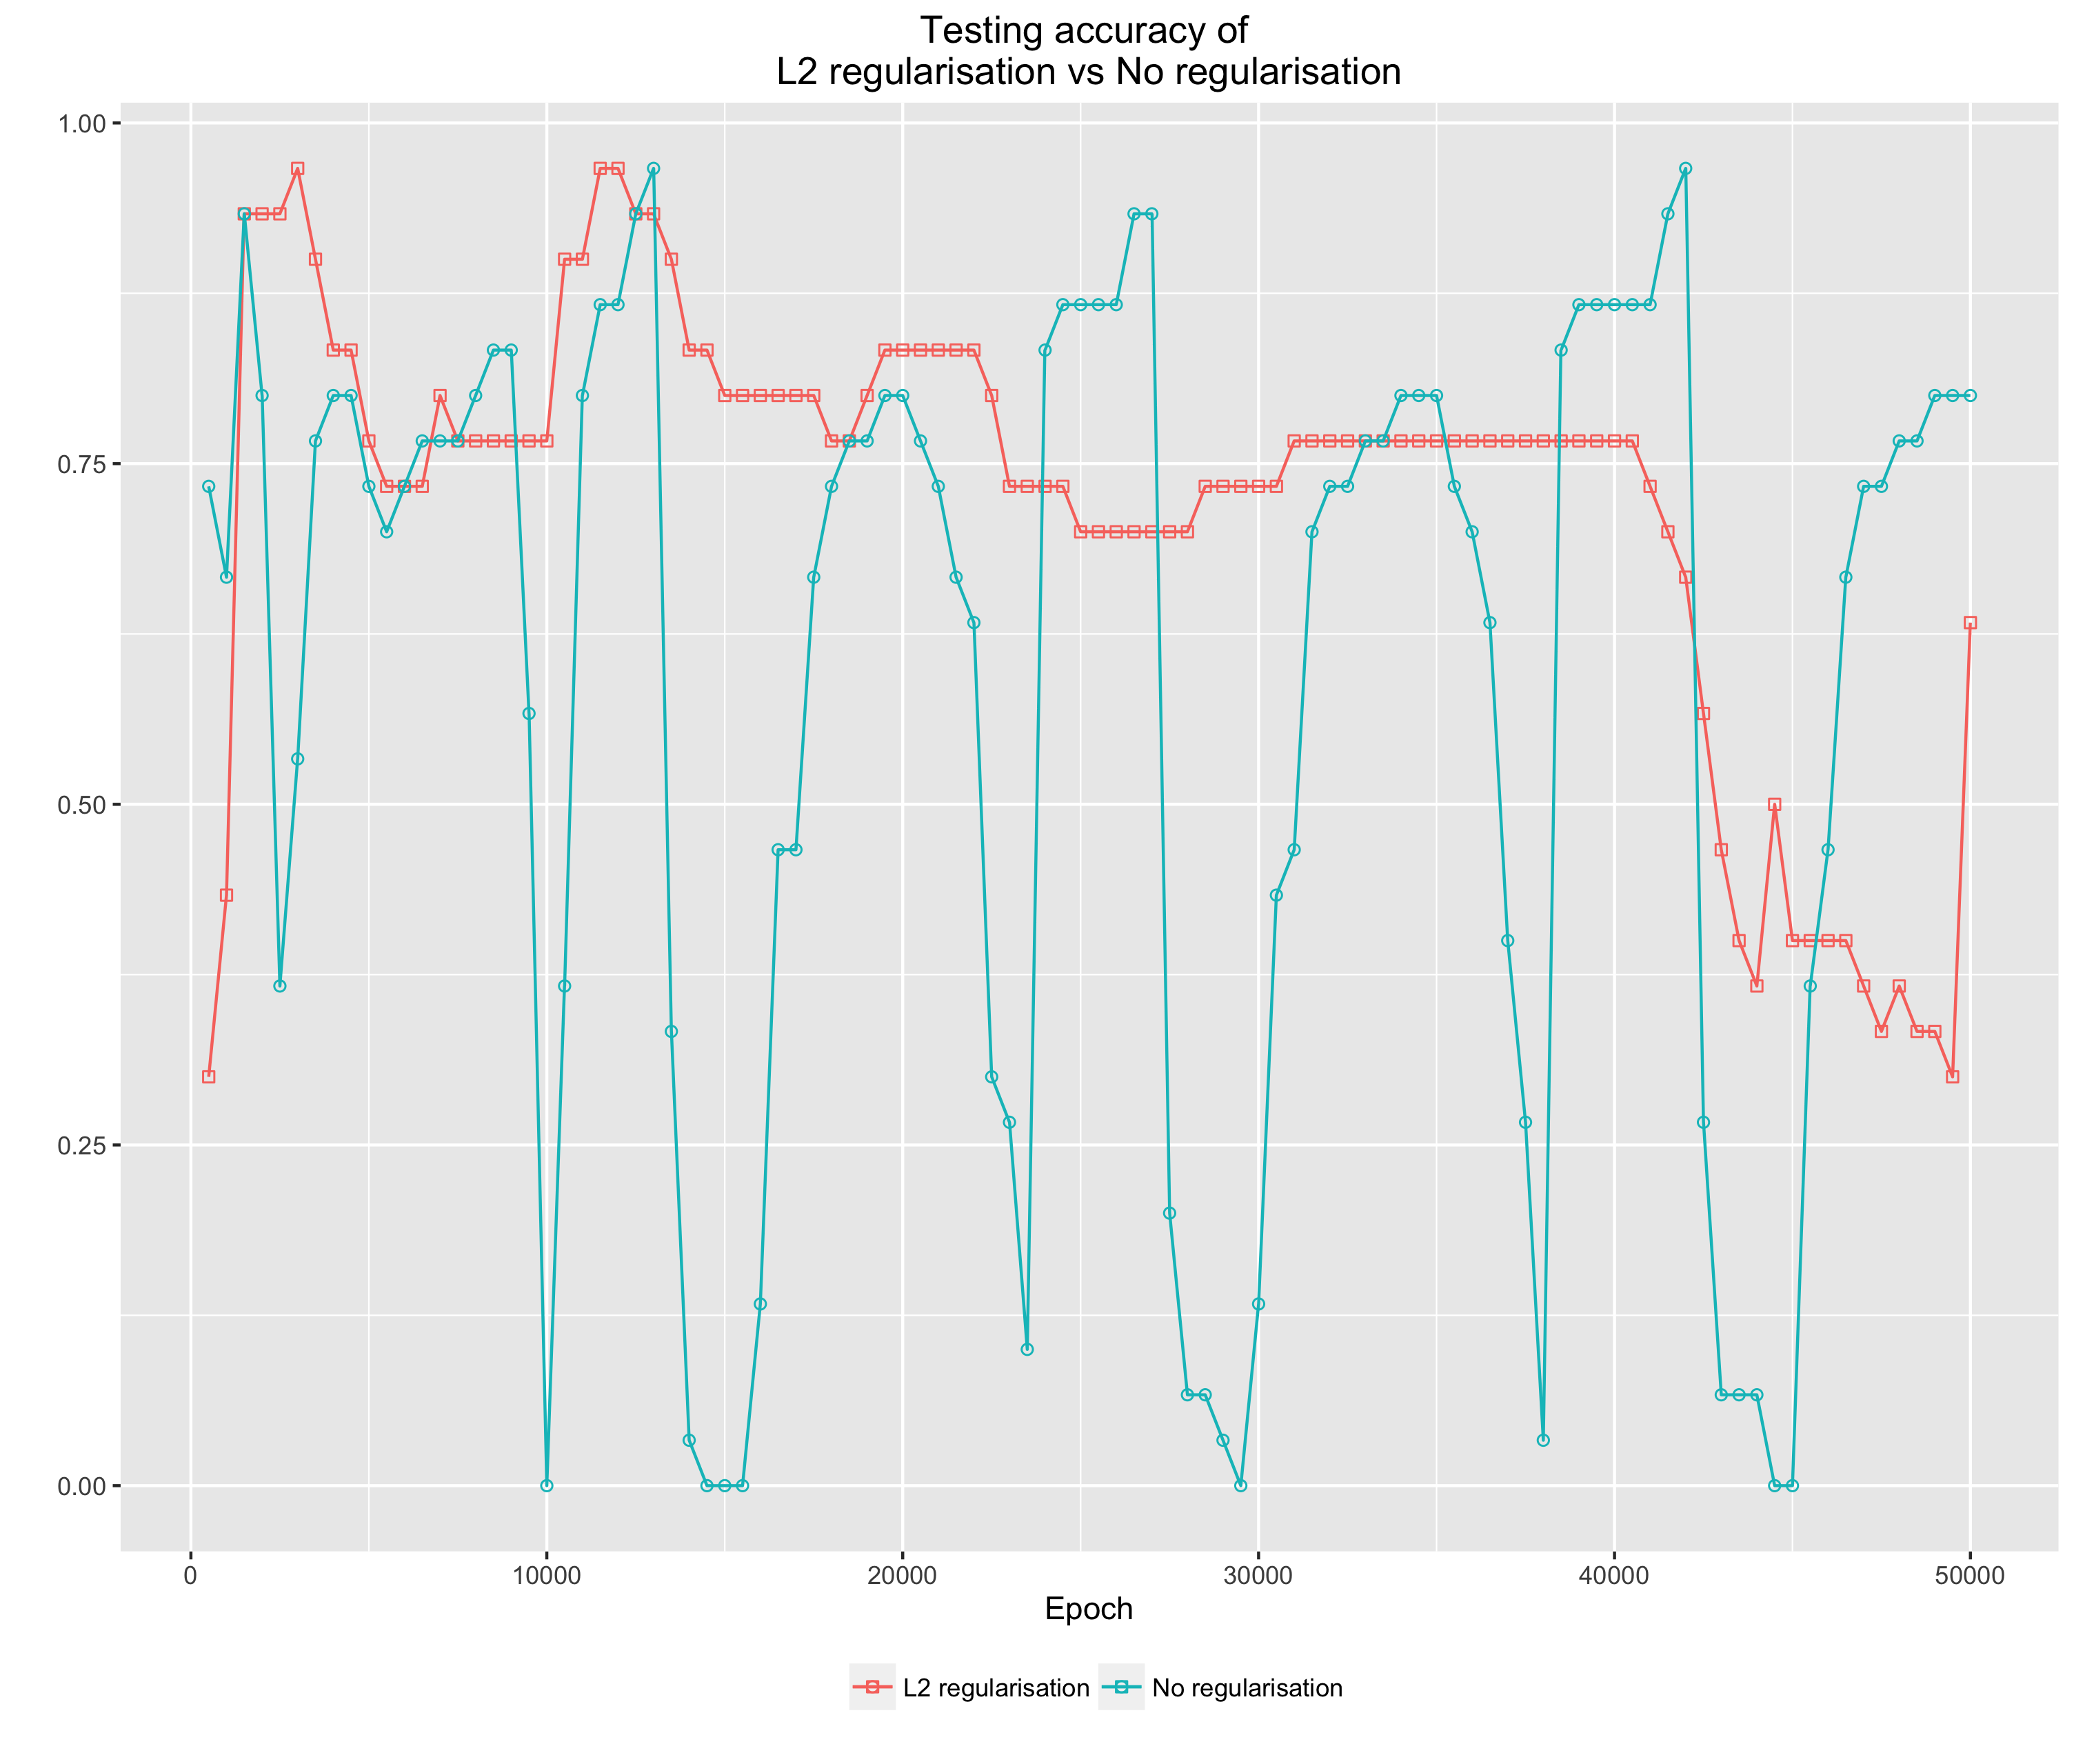 Testing accuracy of
L2 regularisation vs No regularisation
1.00
0.75
0.50
0.25
0.00
0 10000 20000 30000 40000 50000
Epoch
L2 regularisation No regularisation